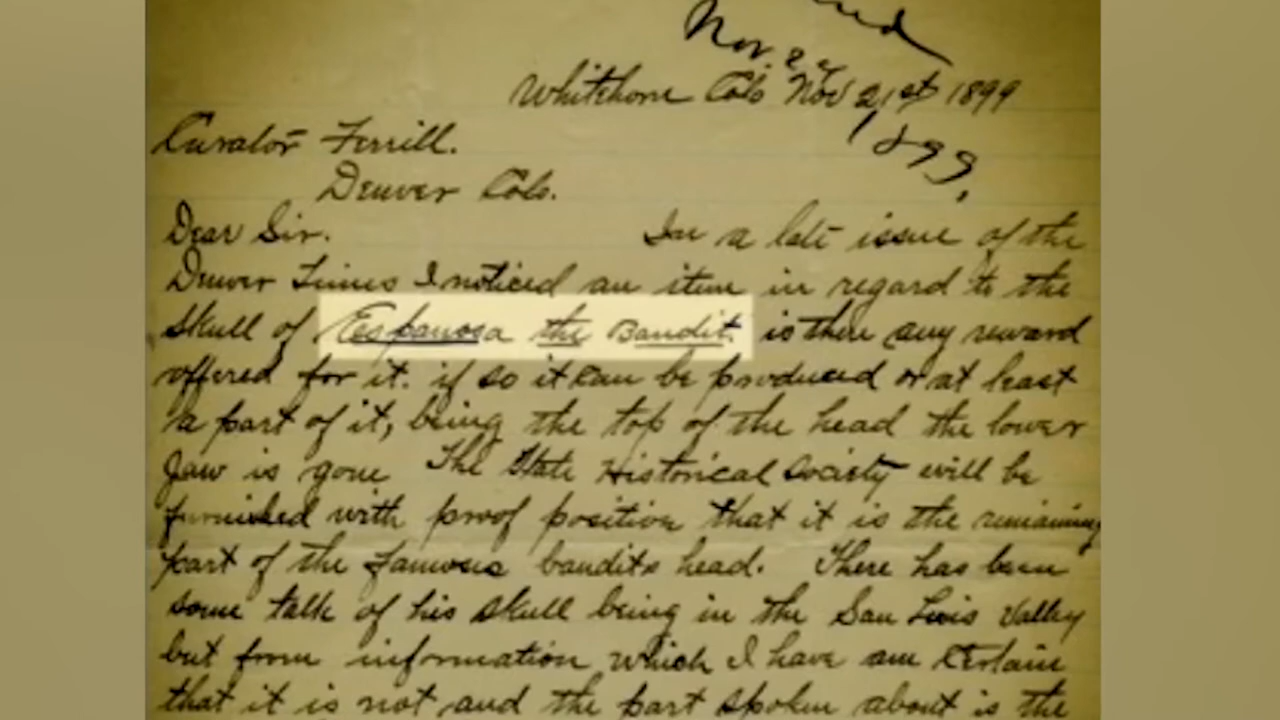 Nov. 22
Whitehorn Colo Nov 21st 1899
1899.
Curator Ferrill.
Denver Colo.
Dear Sir. In a late issue of the
Denver Times I noticed an item in regard to the
skull of Eespanosa the Bandit. is there any reward
offered for it. if so it can be produced or at least
a part of it, being the top of the head the lower
Jaw is gone The State Historical Society will be
furnished with proof position that it is the remaining
part of the famous bandits head. There has been
some talk of his skull being in the San Luis Valley
but from information which I have am certain
that it is not and the part spoken about is the